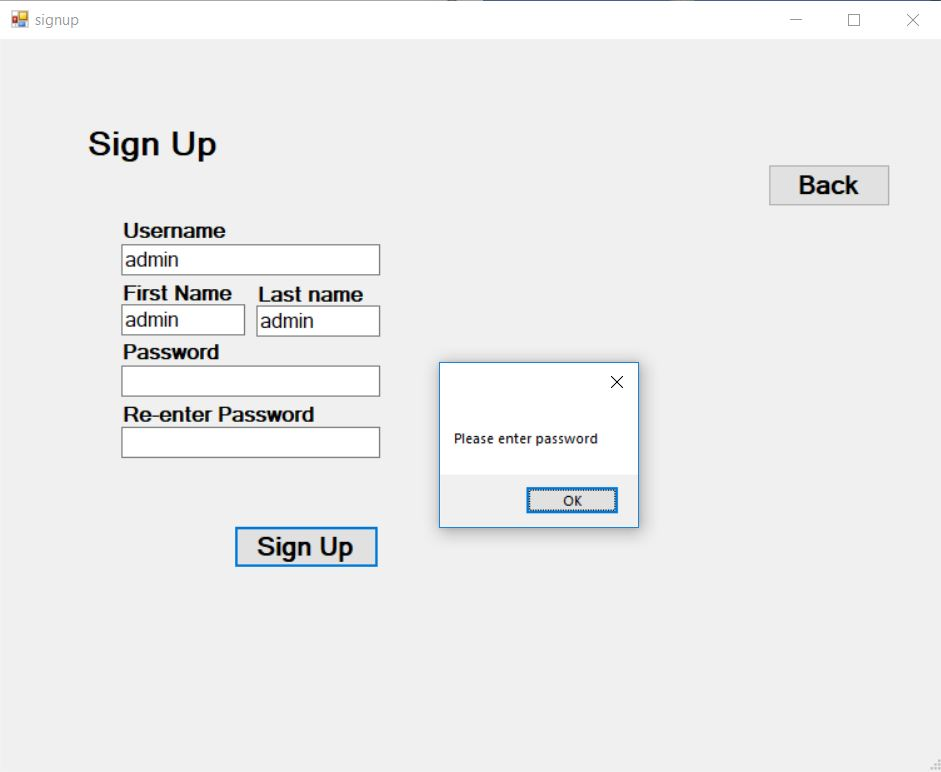 signup
Sign Up
Back
Username
admin
First Name Last name
admin admin
Password
Re-enter Password
Please enter password
OK
Sign Up